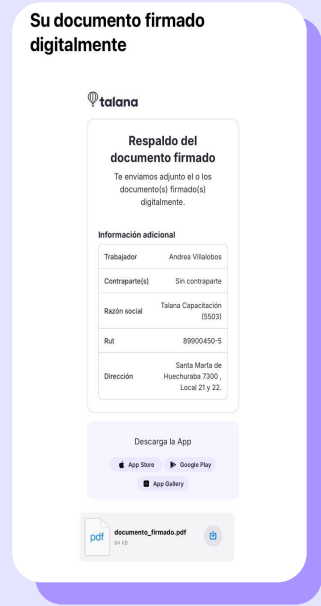 Su documento firmado
digitalmente
talana
Respaldo del
documento firmado
Te enviamos adjunto el o los
documento(s) firmado(s)
digitalmente.
Información adicional
Trabajador Andrea Villalobos
Contraparte(s) Sin contraparte
Razón social Talana Capacitación
(5503)
Rut 89900450-5
Dirección Santa Marta de
Huechuraba 7300 ,
Local 21 y 22.
Descarga la App
App Store Google Play
App Gallery
pdf documento_firmado.pdf
94 KB